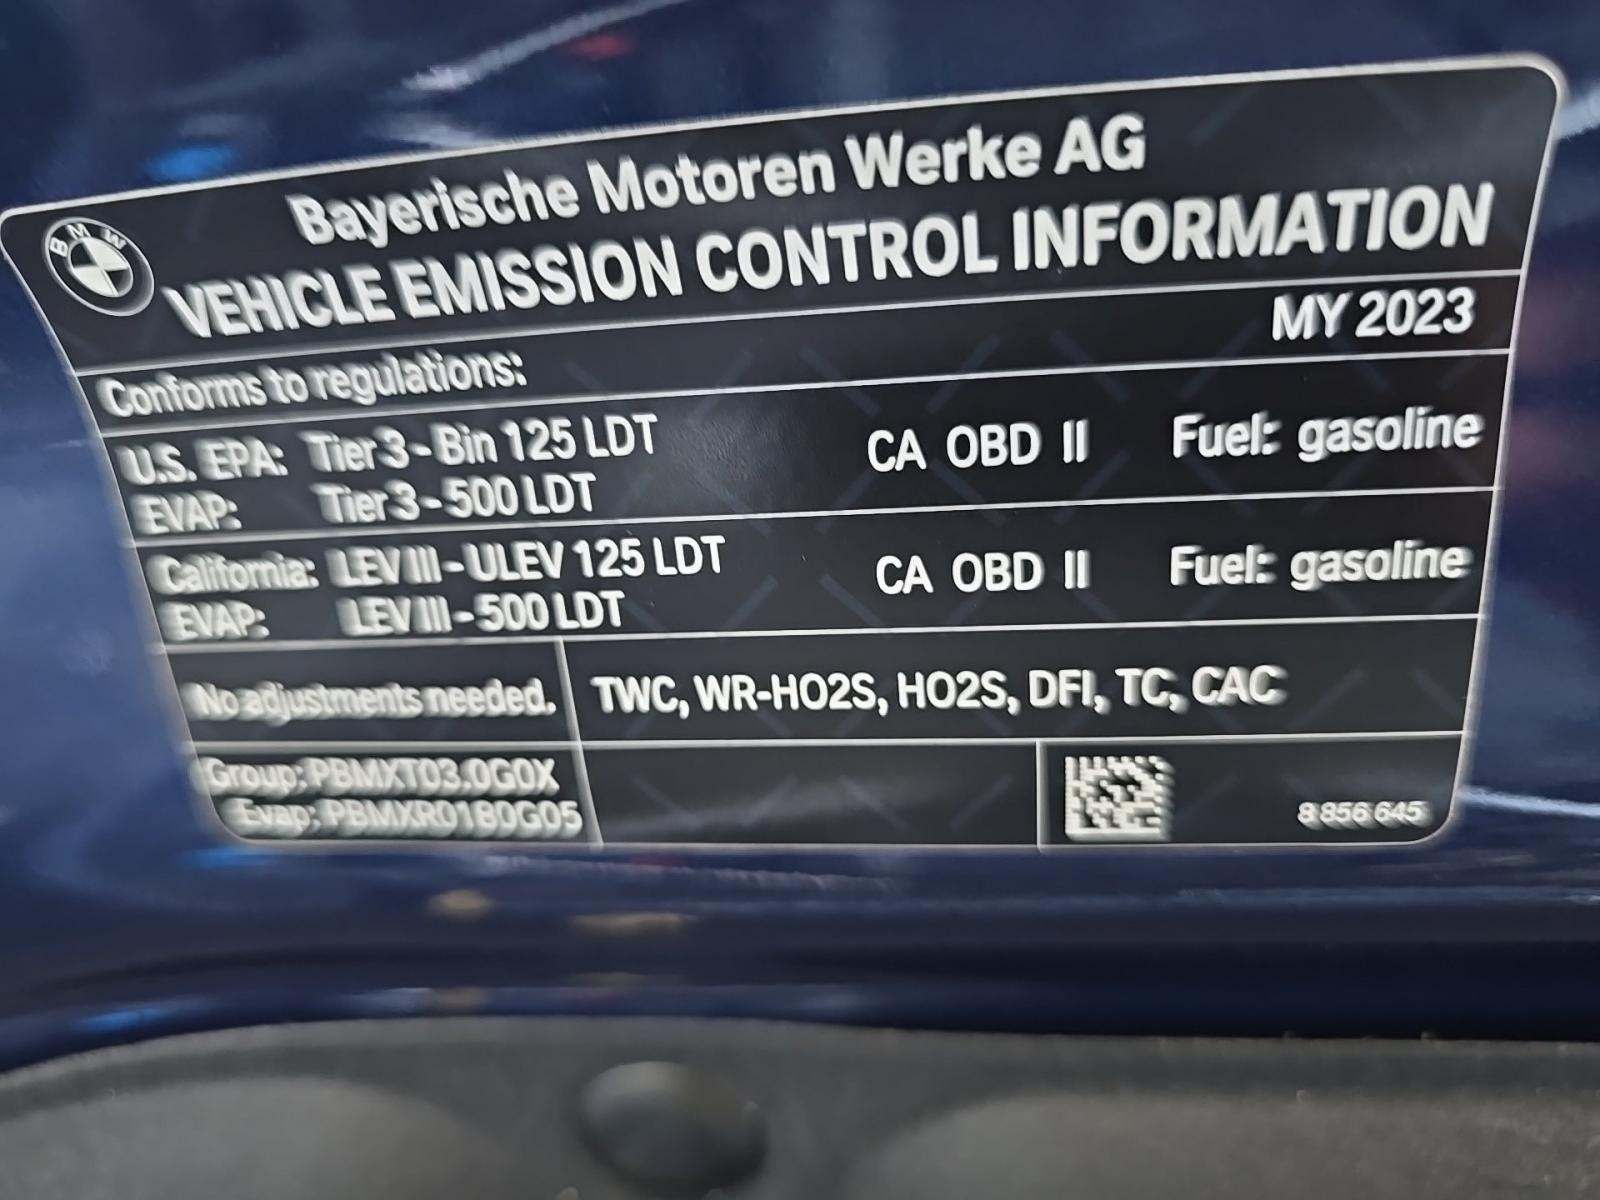 BMW
Bayerische Motoren Werke AG
VEHICLE EMISSION CONTROL INFORMATION
MY 2023
Conforms to regulations:
U.S. EPA: Tier 3 - Bin 125 LDT CA OBD II Fuel: gasoline
EVAP: Tier 3 - 500 LDT
California: LEV III - ULEV 125 LDT CA OBD II Fuel: gasoline
EVAP: LEV III - 500 LDT
No adjustments needed. TWC, WR-HO2S, HO2S, DFI, TC, CAC
Group: PBMXT03.0G0X
Evap: PBMXR0180G05
8 856 645